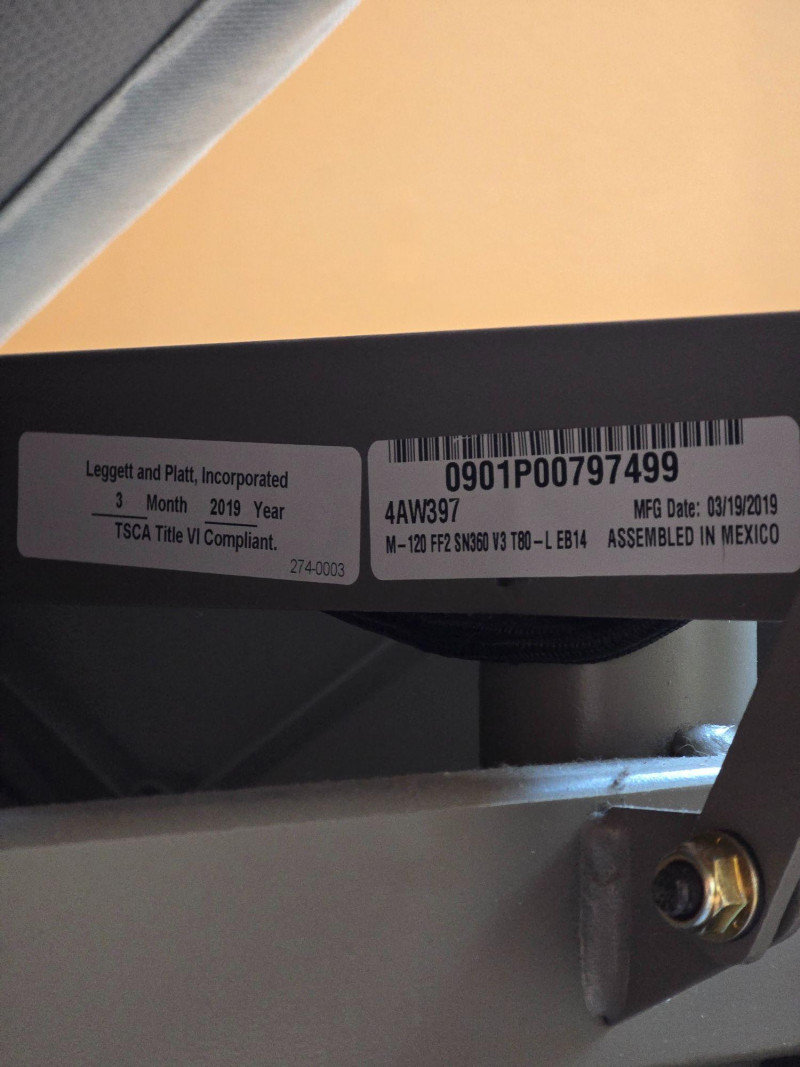 Leggett and Platt, Incorporated
3 Month 2019 Year
TSCA Title VI Compliant.
274-0003
0901P00797499
4AW397 MFG Date: 03/19/2019
M-120 FF2 SN360 V3 T80-L EB14 ASSEMBLED IN MEXICO